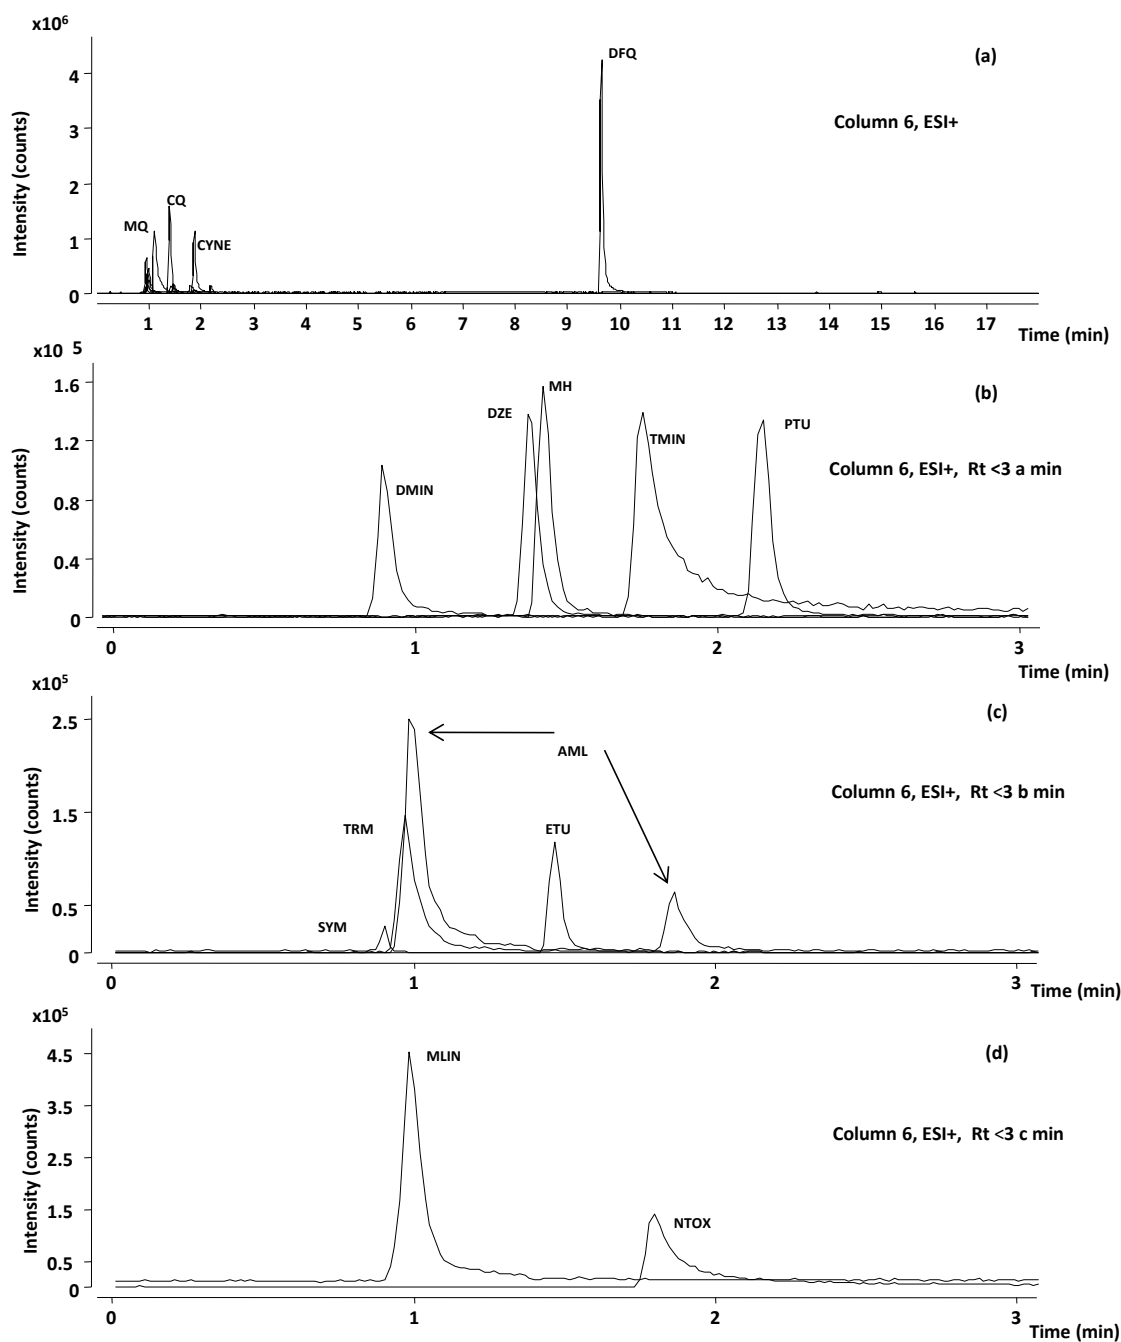 x10⁶
(a)
DFQ
4
Column 6, ESI+
3
Intensity (counts)
2
CQ
MQ
1
CYNE
0
1 2 3 4 5 6 7 8 9 10 11 12 13 14 15 16 17
Time (min)
x10 5
(b)
1.6
MH
DZE
PTU
TMIN
1.2
Column 6, ESI+, Rt <3 a min
DMIN
0.8
Intensity (counts)
0.4
0
0 1 2 3
Time (min)
x10⁵
(c)
2.5
AML
Column 6, ESI+, Rt <3 b min
1.5
TRM
ETU
Intensity (counts)
0.5
SYM
0
0 1 2 3
Time (min)
x10⁵
(d)
4.5
MLIN
3.5
Column 6, ESI+, Rt <3 c min
2.5
Intensity (counts)
1.5
NTOX
0.5
0
0 1 2 3
Time (min)